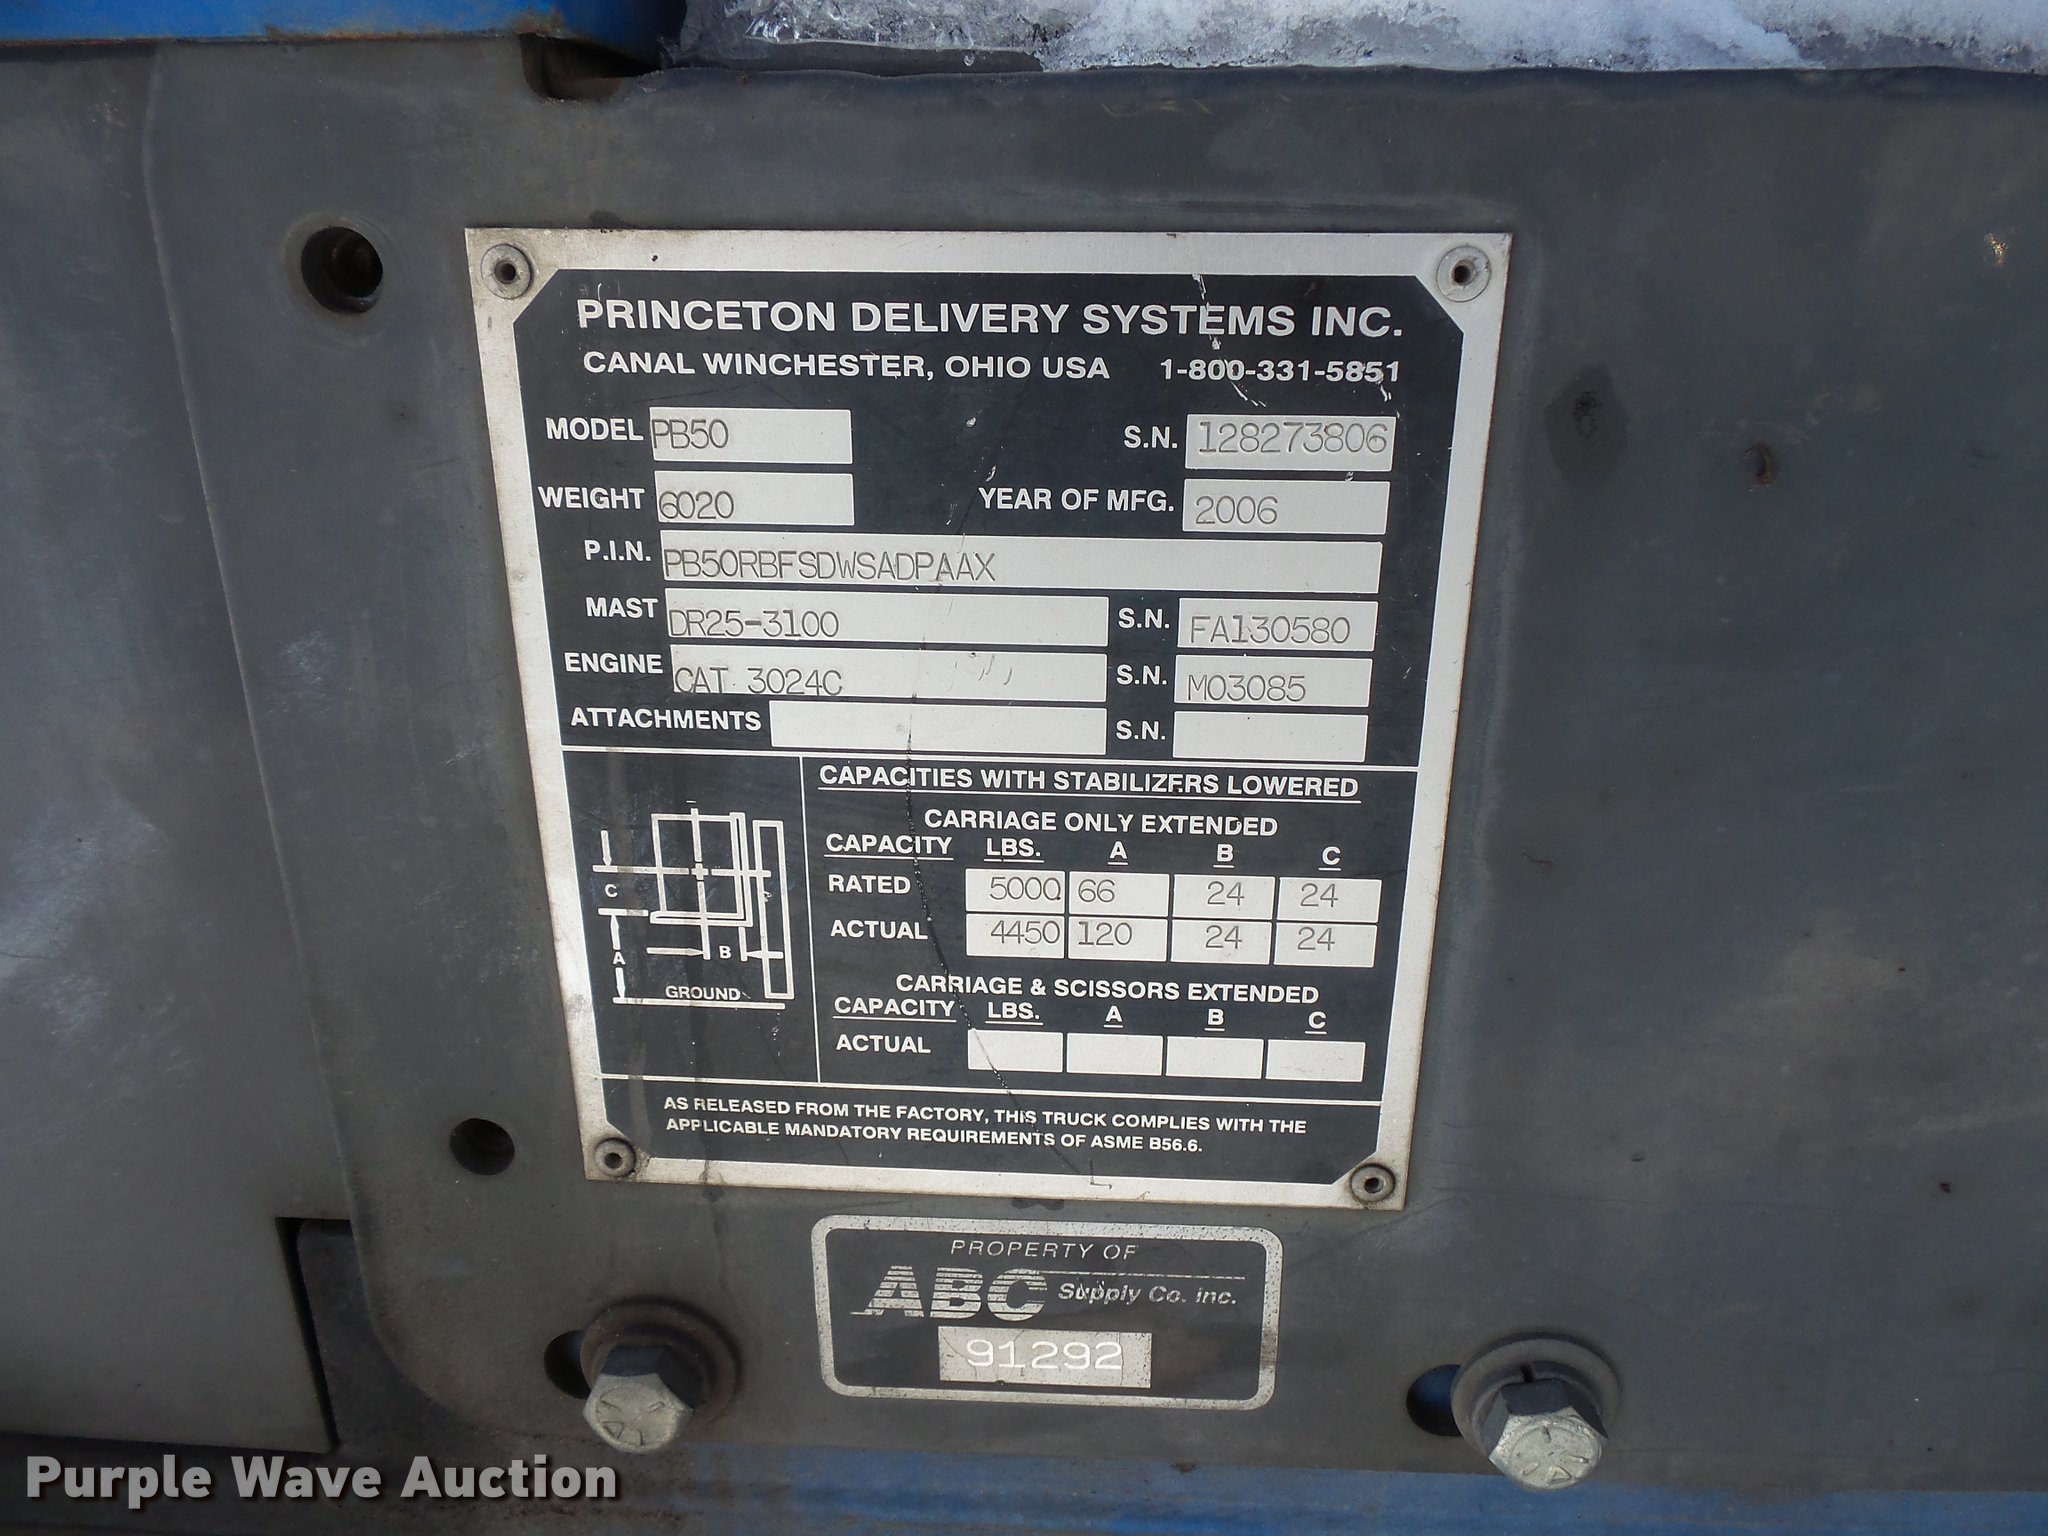 PRINCETON DELIVERY SYSTEMS INC.
CANAL WINCHESTER, OHIO USA 1-800-331-5851
MODEL PB50 S.N. 128273806
WEIGHT 6020 YEAR OF MFG. 2006
P.I.N. PB50RBFSDWSADPAAX
MAST DR25-3100 S.N. FA130580
ENGINE CAT 3024C S.N. M03085
ATTACHMENTS S.N.
C
A
B
GROUND
CAPACITIES WITH STABILIZERS LOWERED
CARRIAGE ONLY EXTENDED
CAPACITY LBS. A B C
RATED 5000 66 24 24
ACTUAL 4450 120 24 24
CARRIAGE & SCISSORS EXTENDED
CAPACITY LBS. A B C
ACTUAL
AS RELEASED FROM THE FACTORY, THIS TRUCK COMPLIES WITH THE
APPLICABLE MANDATORY REQUIREMENTS OF ASME B56.6.
PROPERTY OF
ABC Supply Co. inc.
91292
Purple Wave Auction